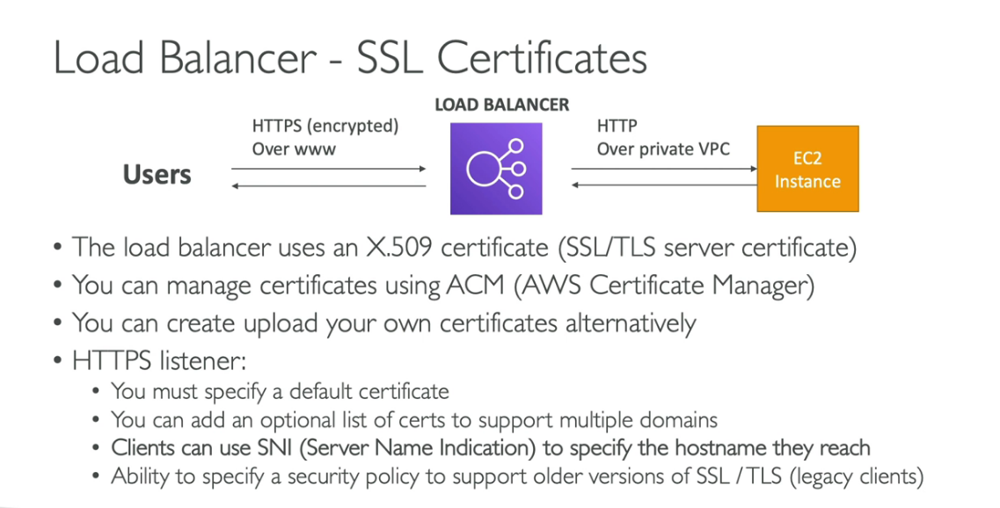 Load Balancer - SSL Certificates
LOAD BALANCER
HTTPS (encrypted)
Over www
HTTP
Over private VPC
Users
EC2
Instance
• The load balancer uses an X.509 certificate (SSL/TLS server certificate)
• You can manage certificates using ACM (AWS Certificate Manager)
• You can create upload your own certificates alternatively
• HTTPS listener:
• You must specify a default certificate
• You can add an optional list of certs to support multiple domains
• Clients can use SNI (Server Name Indication) to specify the hostname they reach
• Ability to specify a security policy to support older versions of SSL / TLS (legacy clients)